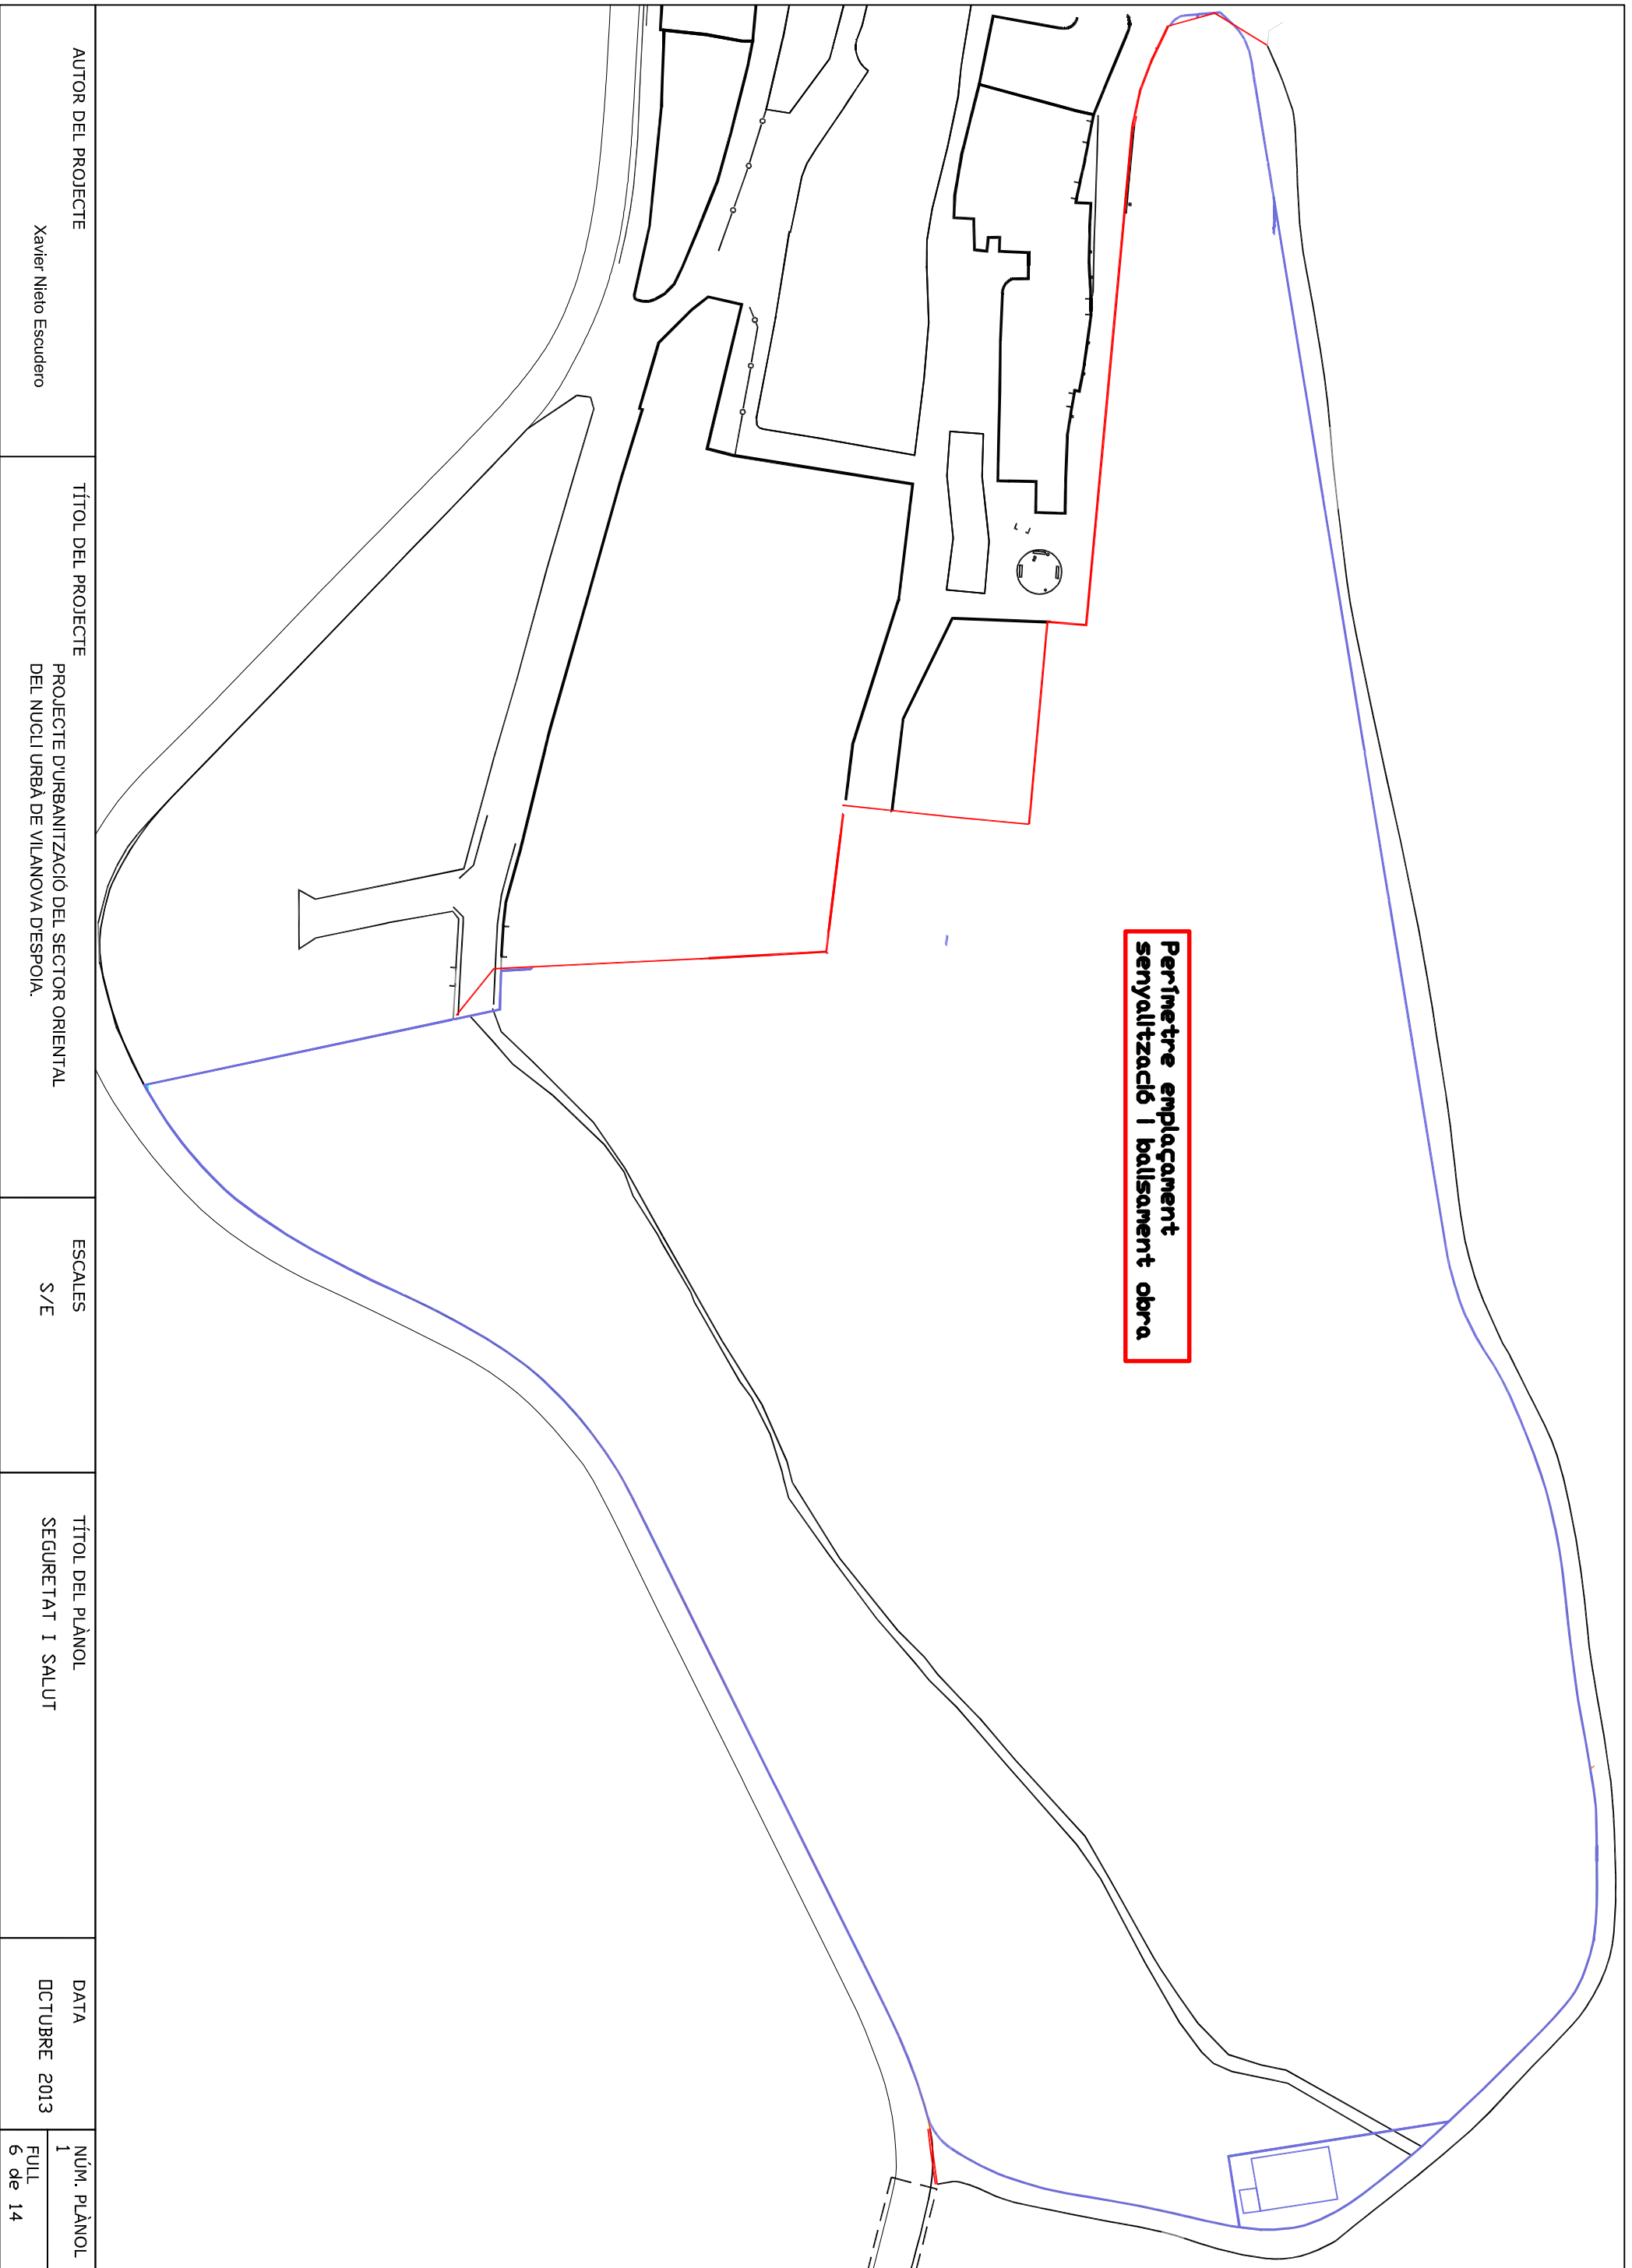 Perímetre emplaçament
senyalització i balisament obra
AUTOR DEL PROJECTE
Xavier Nieto Escudero
TÍTOL DEL PROJECTE
PROJECTE D'URBANITZACIÓ DEL SECTOR ORIENTAL
DEL NUCLI URBÀ DE VILANOVA D'ESPOIA.
ESCALES
S/E
TÍTOL DEL PLÀNOL
SEGURETAT I SALUT
DATA
OCTUBRE 2013
NÚM. PLÀNOL
1
FULL
6 de 14